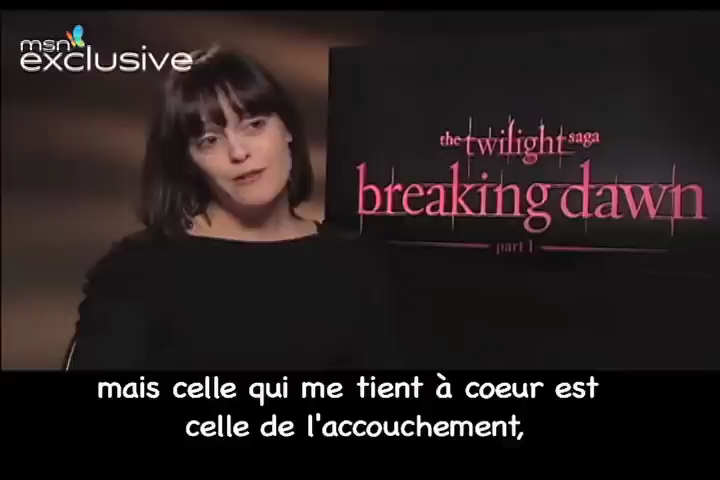 msn
exclusive
the twilight saga
breaking dawn
part 1
mais celle qui me tient à coeur est
celle de l'accouchement,